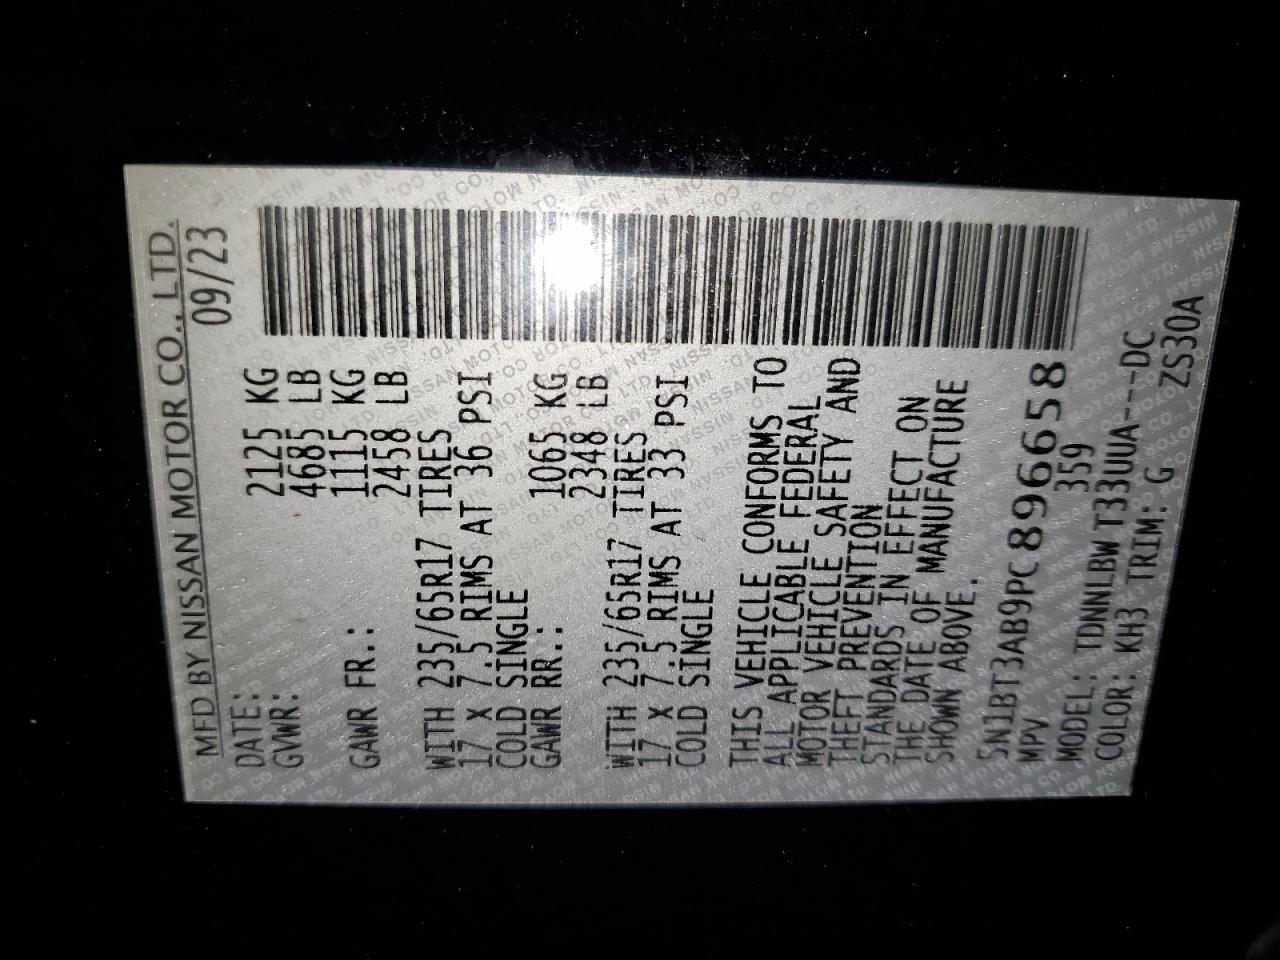 MFD BY NISSAN MOTOR CO., LTD.
DATE: 09/23
GVWR: 2125 KG
4685 LB
GAWR FR.: 1115 KG
2458 LB
WITH 235/65R17 TIRES
17 X 7.5 RIMS AT 36 PSI
COLD SINGLE
GAWR RR.: 1065 KG
2348 LB
WITH 235/65R17 TIRES
17 X 7.5 RIMS AT 33 PSI
COLD SINGLE
THIS VEHICLE CONFORMS TO
ALL APPLICABLE FEDERAL
MOTOR VEHICLE SAFETY AND
THEFT PREVENTION
STANDARDS IN EFFECT ON
THE DATE OF MANUFACTURE
SHOWN ABOVE.
5N1BT3AB9PC896658
MPV 359
MODEL: TDNNLBW T33UUA---DC
COLOR: KH3 TRIM: G ZS30A